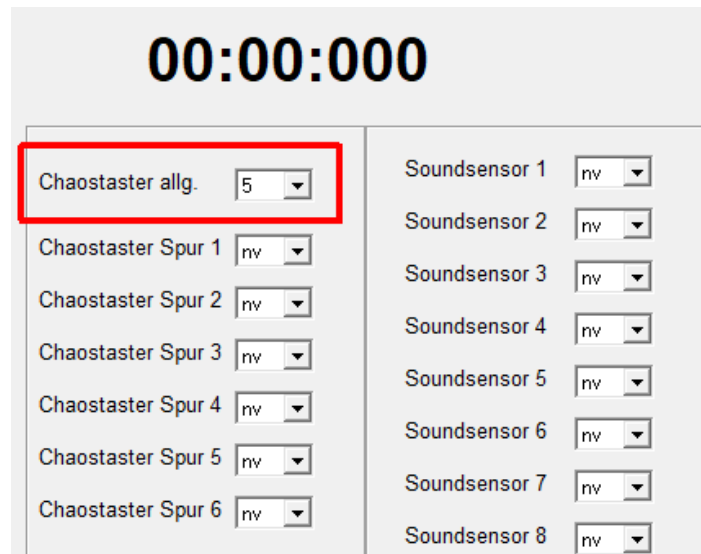 00:00:000
Chaostaster allg. 5
Chaostaster Spur 1 nv
Chaostaster Spur 2 nv
Chaostaster Spur 3 nv
Chaostaster Spur 4 nv
Chaostaster Spur 5 nv
Chaostaster Spur 6 nv
Soundsensor 1 nv
Soundsensor 2 nv
Soundsensor 3 nv
Soundsensor 4 nv
Soundsensor 5 nv
Soundsensor 6 nv
Soundsensor 7 nv
Soundsensor 8 nv